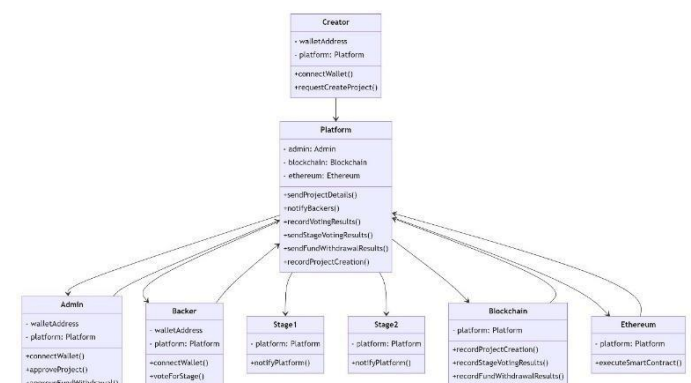 Creator
- walletAddress
- platform: Platform
+connectWallet()
+requestCreateProject()
Platform
- admin: Admin
- blockchain: Blockchain
- ethereum: Ethereum
+sendProjectDetails()
+notifyBackers()
+recordVotingResults()
+sendStageVotingResults()
+sendFundWithdrawalResults()
+recordProjectCreation()
Admin
- walletAddress
- platform: Platform
+connectWallet()
+approveProject()
+approveFundWithdrawal()
Backer
- walletAddress
- platform: Platform
+connectWallet()
+voteForStage()
Stage1
- platform: Platform
+notifyPlatform()
Stage2
- platform: Platform
+notifyPlatform()
Blockchain
- platform: Platform
+recordProjectCreation()
+recordStageVotingResults()
+recordFundWithdrawalResults()
Ethereum
- platform: Platform
+executeSmartContract()